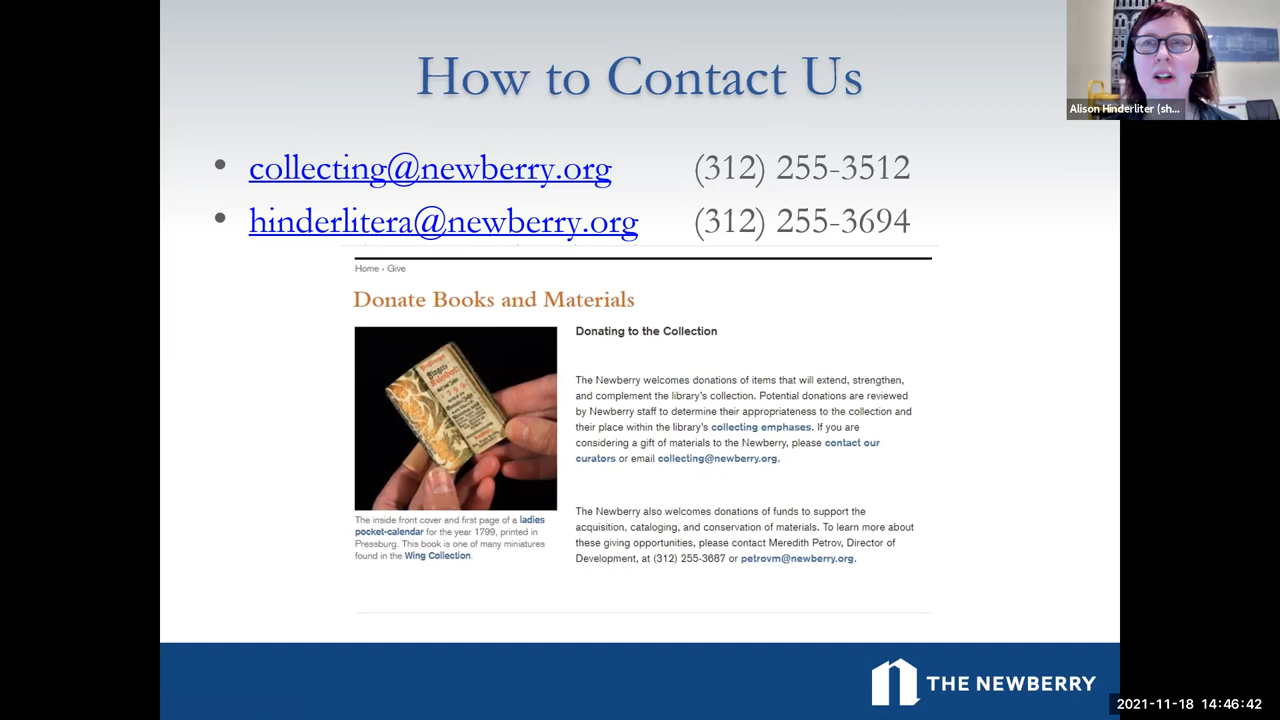 How to Contact Us
Alison Hinderliter (sh...
• collecting@newberry.org (312) 255-3512
• hinderlitera@newberry.org (312) 255-3694
Home › Give
Donate Books and Materials
Donating to the Collection
The Newberry welcomes donations of items that will extend, strengthen,
and complement the library's collection. Potential donations are reviewed
by Newberry staff to determine their appropriateness to the collection and
their place within the library's collecting emphases. If you are
considering a gift of materials to the Newberry, please contact our
curators or email collecting@newberry.org.
The inside front cover and first page of a ladies
pocket-calendar for the year 1799, printed in
Pressburg. This book is one of many miniatures
found in the Wing Collection.
The Newberry also welcomes donations of funds to support the
acquisition, cataloging, and conservation of materials. To learn more about
these giving opportunities, please contact Meredith Petrov, Director of
Development, at (312) 255-3687 or petrovm@newberry.org.
THE NEWBERRY
2021-11-18 14:46:42